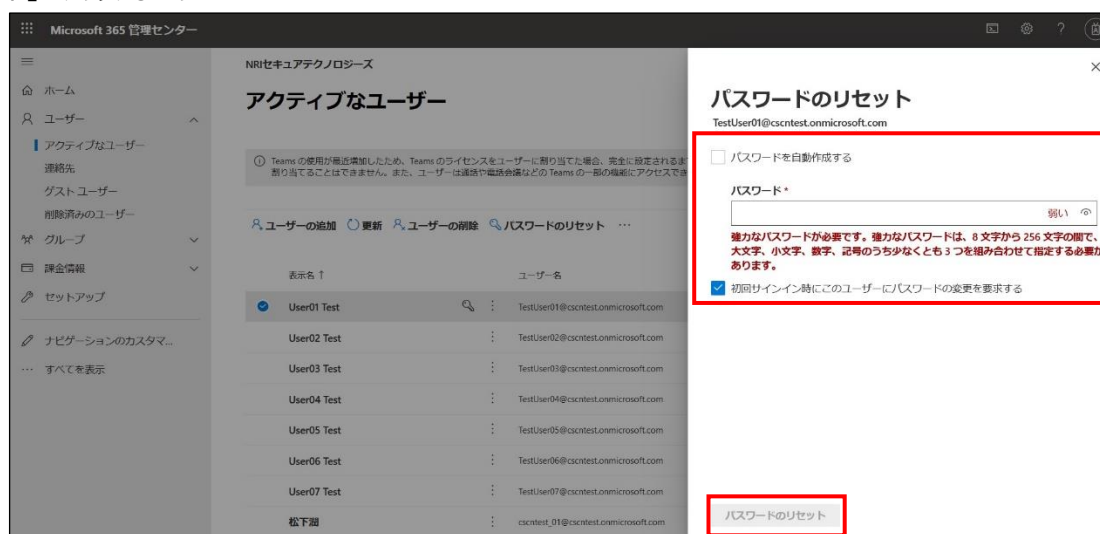 Microsoft 365 管理センター
NRIセキュアテクノロジーズ
ホーム
ユーザー
アクティブなユーザー
連絡先
ゲスト ユーザー
削除済みのユーザー
グループ
課金情報
セットアップ
ナビゲーションのカスタマ...
すべてを表示
アクティブなユーザー
Teams の使用が最近増加したため、Teams のライセンスをユーザーに割り当てた場合、完全に設定されるま
割り当てることはできません。また、ユーザーは通話や電話会議などの Teams の一部の機能にアクセスでき
ユーザーの追加 更新 ユーザーの削除 パスワードのリセット ...
表示名 ↑ ユーザー名
User01 Test TestUser01@cscntest.onmicrosoft.com
User02 Test TestUser02@cscntest.onmicrosoft.com
User03 Test TestUser03@cscntest.onmicrosoft.com
User04 Test TestUser04@cscntest.onmicrosoft.com
User05 Test TestUser05@cscntest.onmicrosoft.com
User06 Test TestUser06@cscntest.onmicrosoft.com
User07 Test TestUser07@cscntest.onmicrosoft.com
松下潤 cscntest_01@cscntest.onmicrosoft.com
パスワードのリセット
TestUser01@cscntest.onmicrosoft.com
パスワードを自動作成する
パスワード *
弱い
強力なパスワードが必要です。強力なパスワードは、8 文字から 256 文字の間で、
大文字、小文字、数字、記号のうち少なくとも 3 つを組み合わせて指定する必要が
あります。
初回サインイン時にこのユーザーにパスワードの変更を要求する
パスワードのリセット